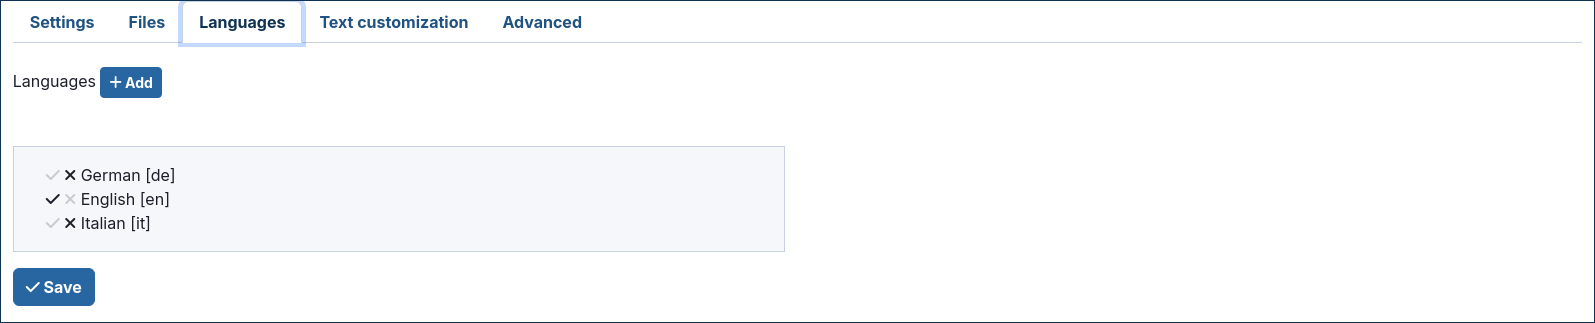 Settings Files Languages Text customization Advanced
Languages + Add
German [de]
English [en]
Italian [it]
Save